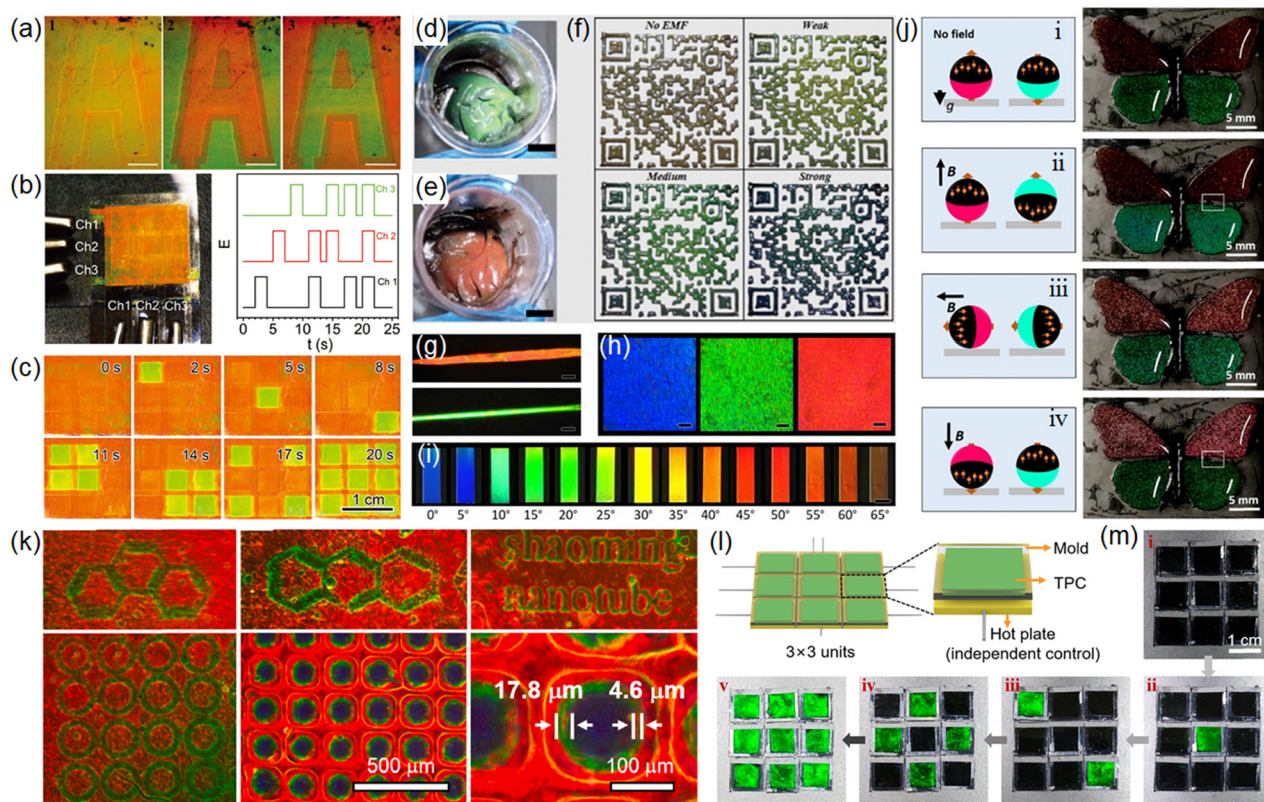 (a)
1
2
3
(b)
Ch1
Ch2
Ch3
Ch1 Ch2 Ch3
E
Ch 3
Ch 2
Ch 1
0 5 10 15 20 25
t (s)
(c)
0 s
2 s
5 s
8 s
11 s
14 s
17 s
20 s
1 cm
(d)
(e)
(f)
No EMF
Weak
Medium
Strong
(g)
(h)
(i)
0° 5° 10° 15° 20° 25° 30° 35° 40° 45° 50° 55° 60° 65°
(j)
No field
i
g
5 mm
ii
B
5 mm
iii
B
5 mm
iv
B
5 mm
(k)
shaoming
nanotube
500 μm
17.8 μm
4.6 μm
100 μm
(l)
3×3 units
Mold
TPC
Hot plate
(independent control)
(m)
i
1 cm
v
iv
iii
ii